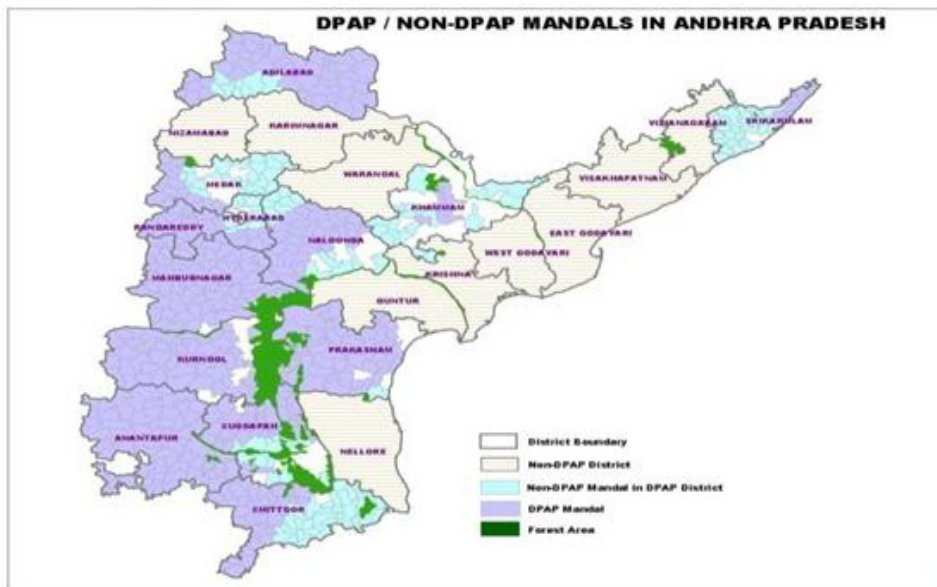 DPAP / NON-DPAP MANDALS IN ANDHRA PRADESH
ADILABAD
NIZAMABAD
KARIMNAGAR
VIZIANAGARAM
SRIKAKULAM
MEDAK
WARANGAL
VISAKHAPATNAM
KHAMMAM
HYDERABAD
RANGAREDDY
NALGONDA
EAST GODAVARI
WEST GODAVARI
MAHBUBNAGAR
KRISHNA
GUNTUR
KURNOOL
PRAKASHAM
CUDDAPAH
ANANTAPUR
NELLORE
CHITTOOR
District Boundary
Non-DPAP District
Non-DPAP Mandal in DPAP District
DPAP Mandal
Forest Area